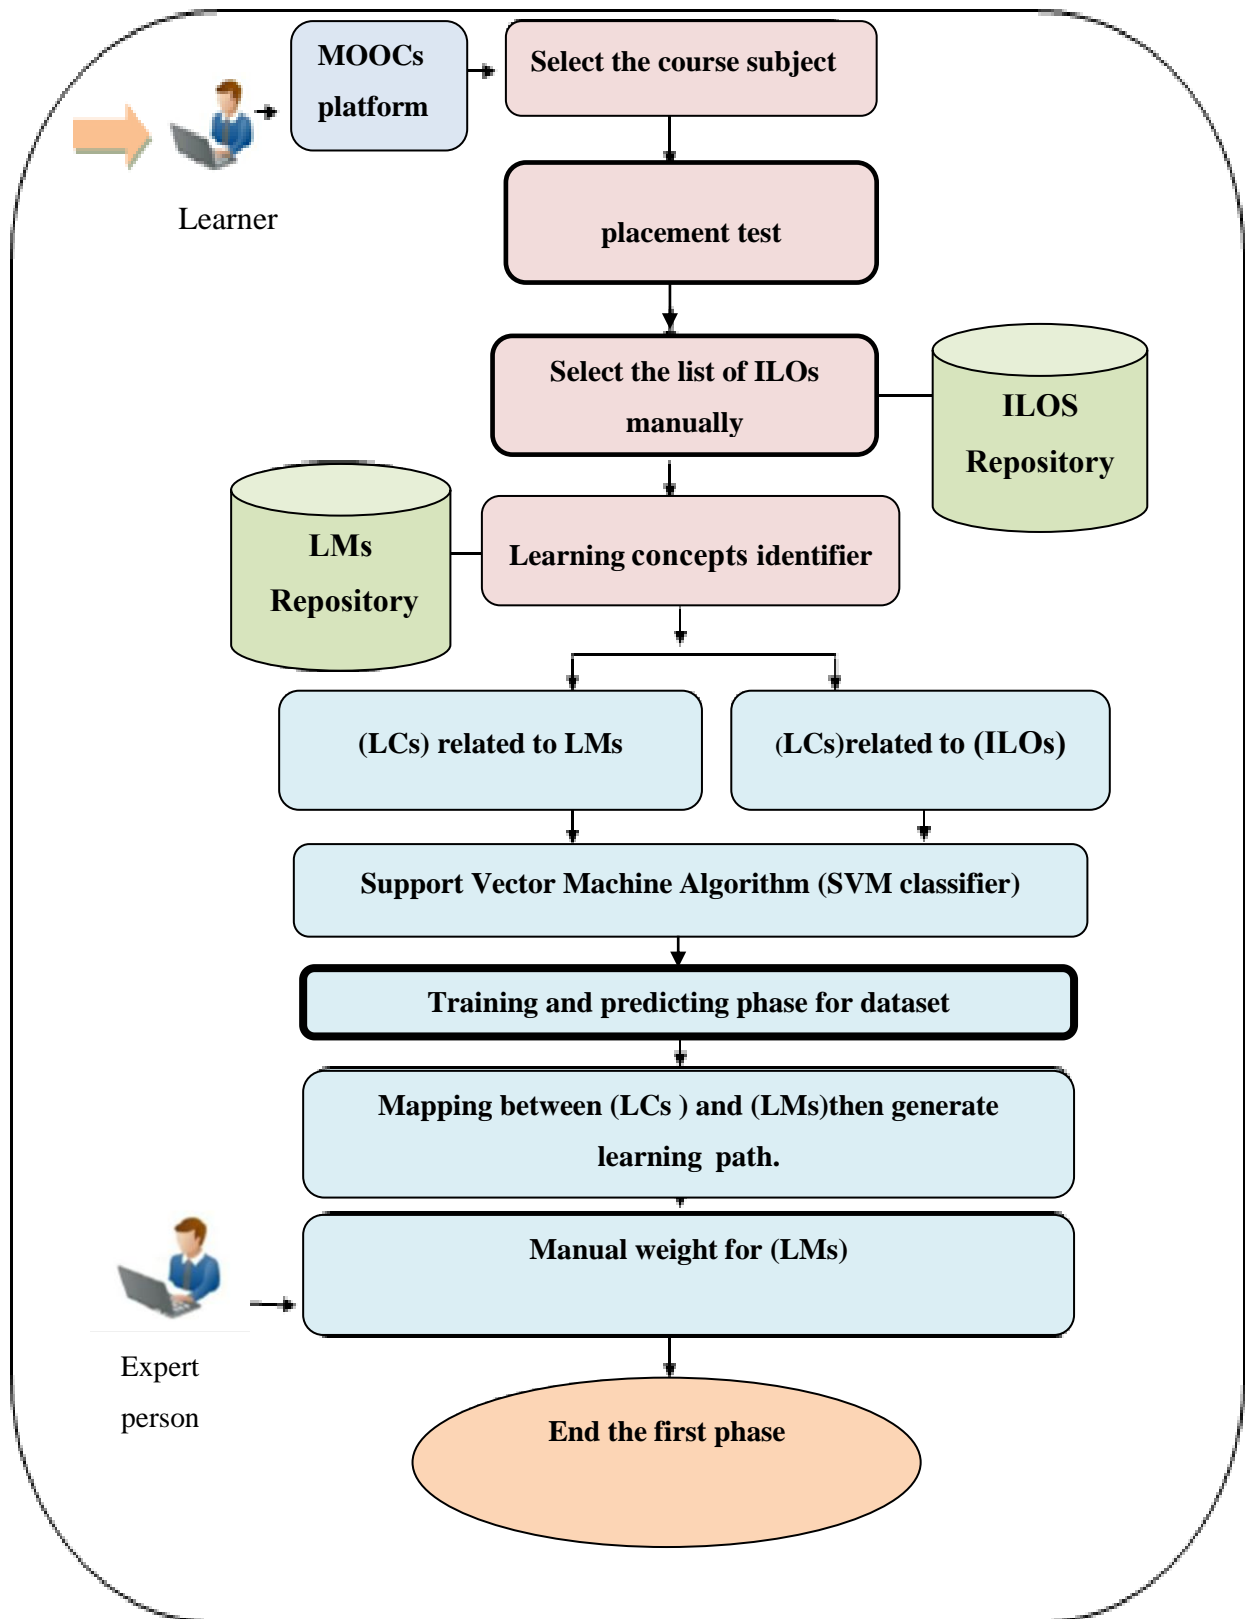 MOOCs
platform
Select the course subject
Learner
placement test
Select the list of ILOs
manually
ILOS
Repository
LMs
Repository
Learning concepts identifier
(LCs) related to LMs
(LCs)related to (ILOs)
Support Vector Machine Algorithm (SVM classifier)
Training and predicting phase for dataset
Mapping between (LCs ) and (LMs)then generate
learning path.
Manual weight for (LMs)
Expert
person
End the first phase